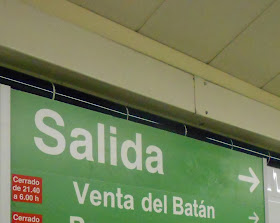 Salida →
Cerrado
de 21.40
a 6.00 h
Venta del Batán
Cerrado